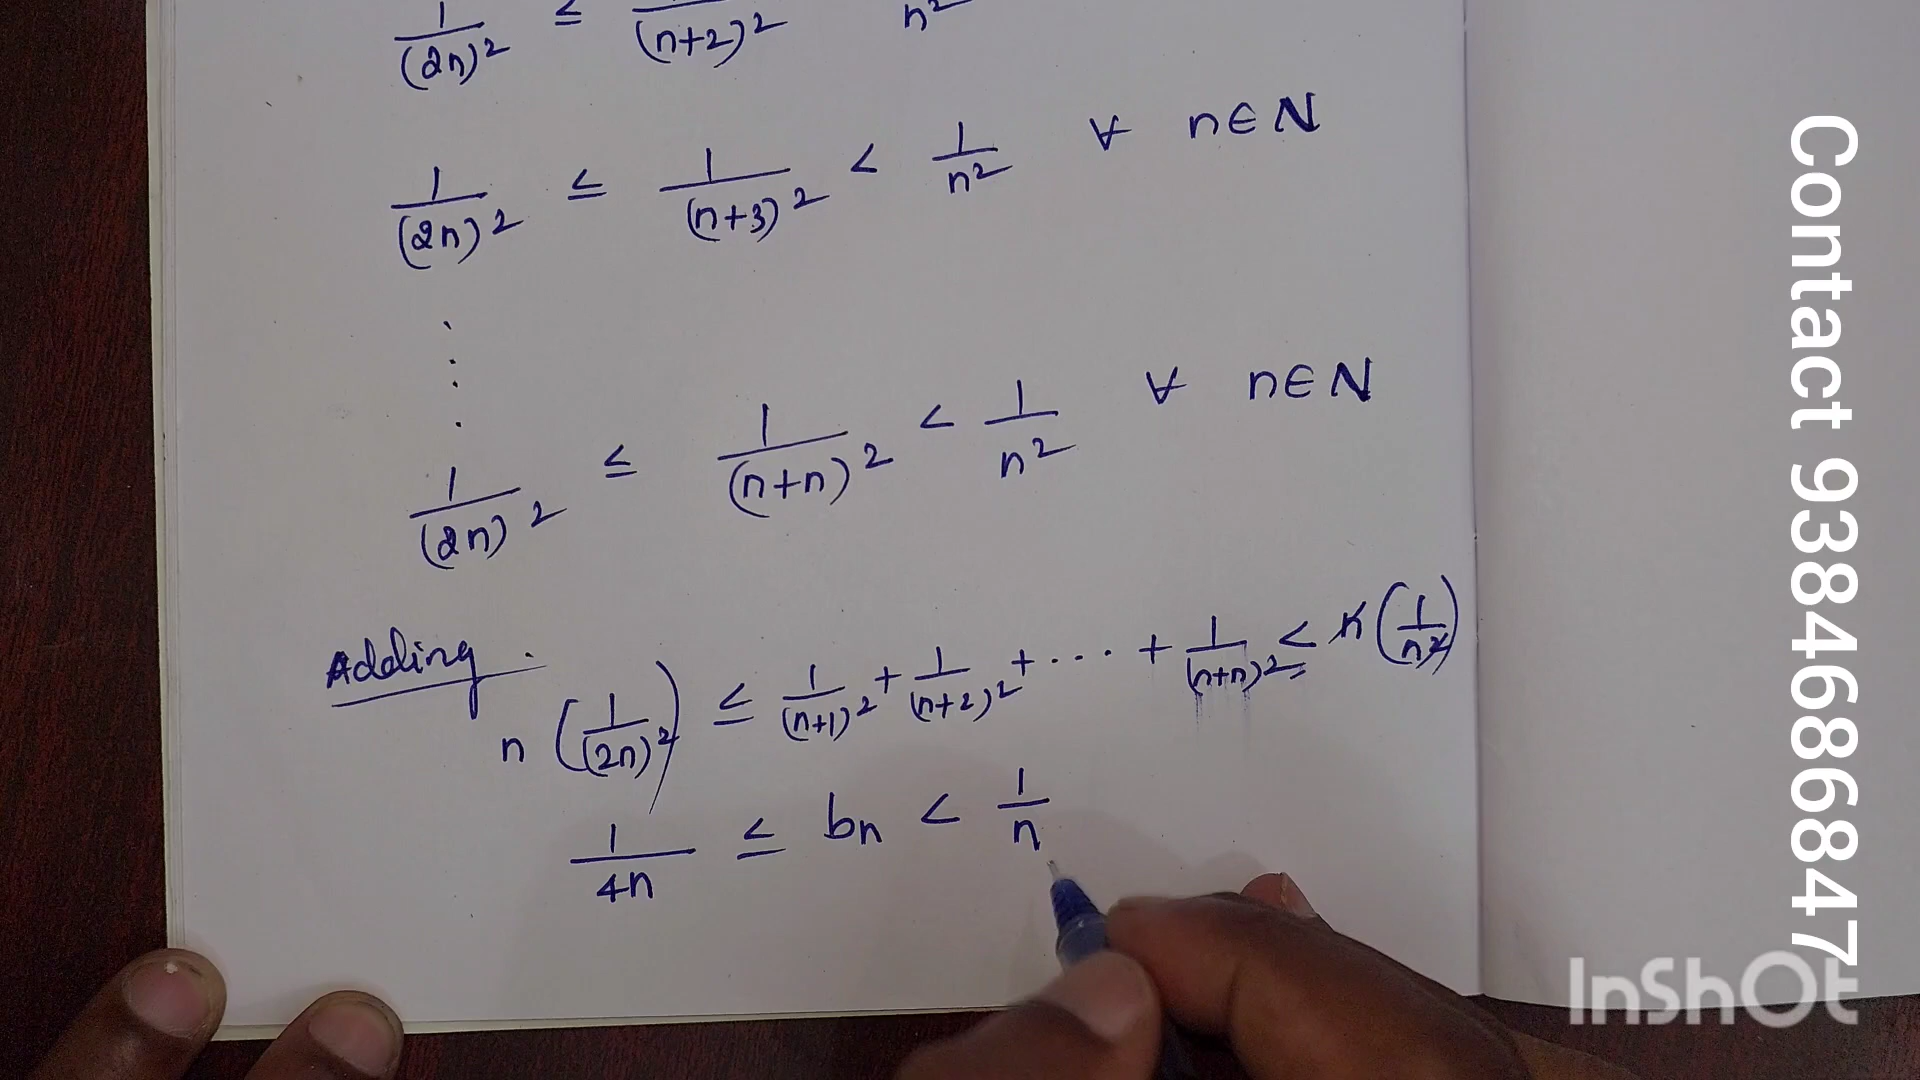 1/(2n)² ≤ 1/(n+2)² n²
1/(2n)² ≤ 1/(n+3)² < 1/n² ∀ n∈N
⋮
1/(2n)² ≤ 1/(n+n)² < 1/n² ∀ n∈N
Adding.
n(1/(2n)²) ≤ 1/(n+1)² + 1/(n+2)² + ... + 1/(n+n)² ≤ n(1/n²)
1/4n ≤ bn < 1/n
Contact 9384686847
InShOt